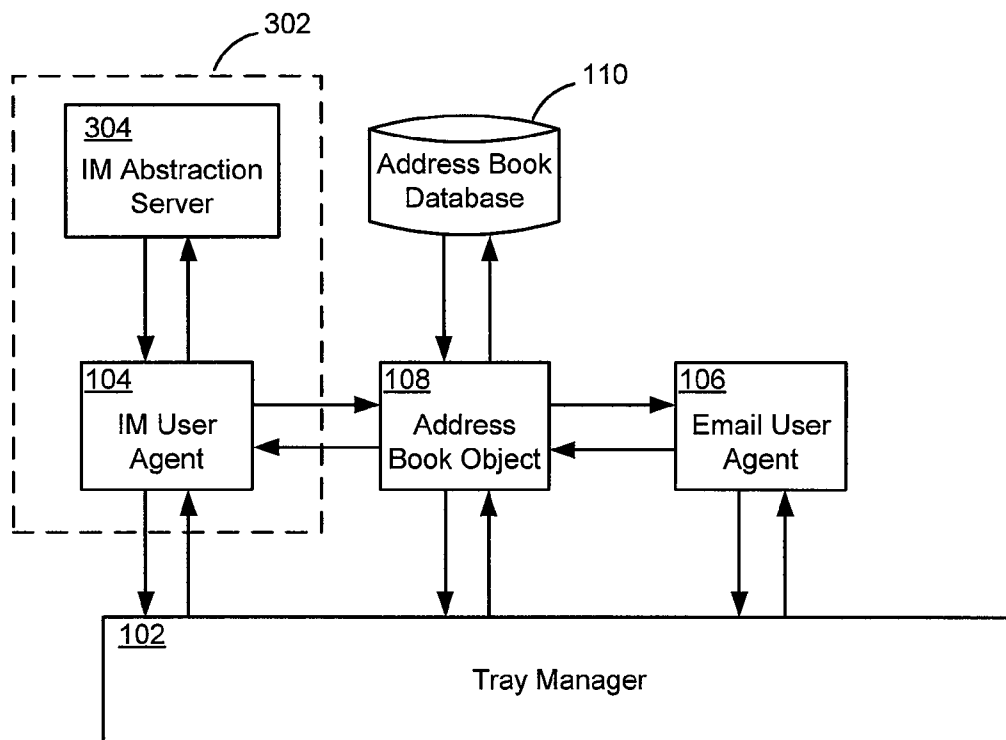 302
110
304
IM Abstraction
Server
Address Book
Database
104
IM User
Agent
108
Address
Book Object
106
Email User
Agent
102
Tray Manager